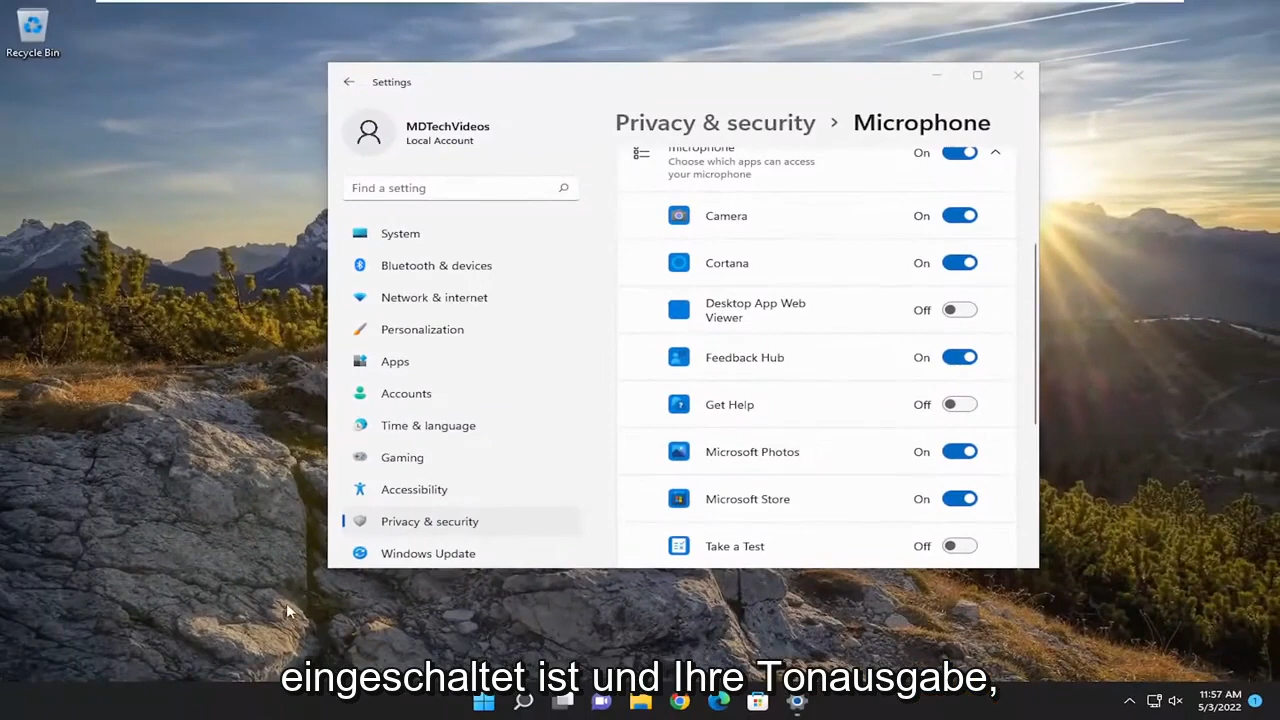 Recycle Bin
Settings
MDTechVideos
Local Account
Find a setting
System
Bluetooth & devices
Network & internet
Personalization
Apps
Accounts
Time & language
Gaming
Accessibility
Privacy & security
Windows Update
Privacy & security > Microphone
microphone
Choose which apps can access
your microphone
On
Camera On
Cortana On
Desktop App Web
Viewer
Off
Feedback Hub On
Get Help Off
Microsoft Photos On
Microsoft Store On
Take a Test Off
eingeschaltet ist und Ihre Tonausgabe,
11:57 AM
5/3/2022
1